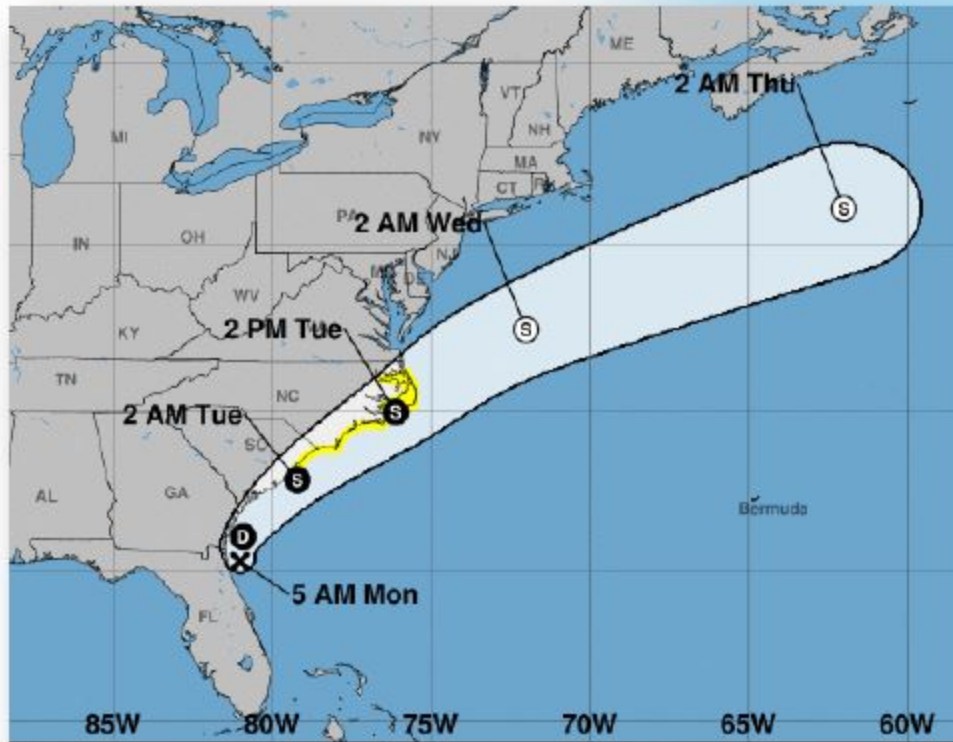 ME
2 AM Thu
VT
NH
MI
NY
MA
CT
RI
PA
2 AM Wed
IN
OH
NJ
MD
DE
WV
KY
2 PM Tue
TN
NC
S
2 AM Tue
SC
S
S
S
AL
GA
D
Bermuda
5 AM Mon
FL
85W 80W 75W 70W 65W 60W